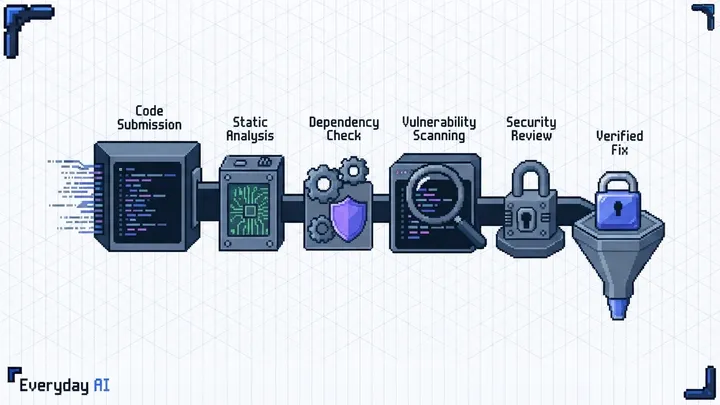 Code
Submission
Static
Analysis
Dependency
Check
Vulnerability
Scanning
Security
Review
Verified
Fix
Everyday AI